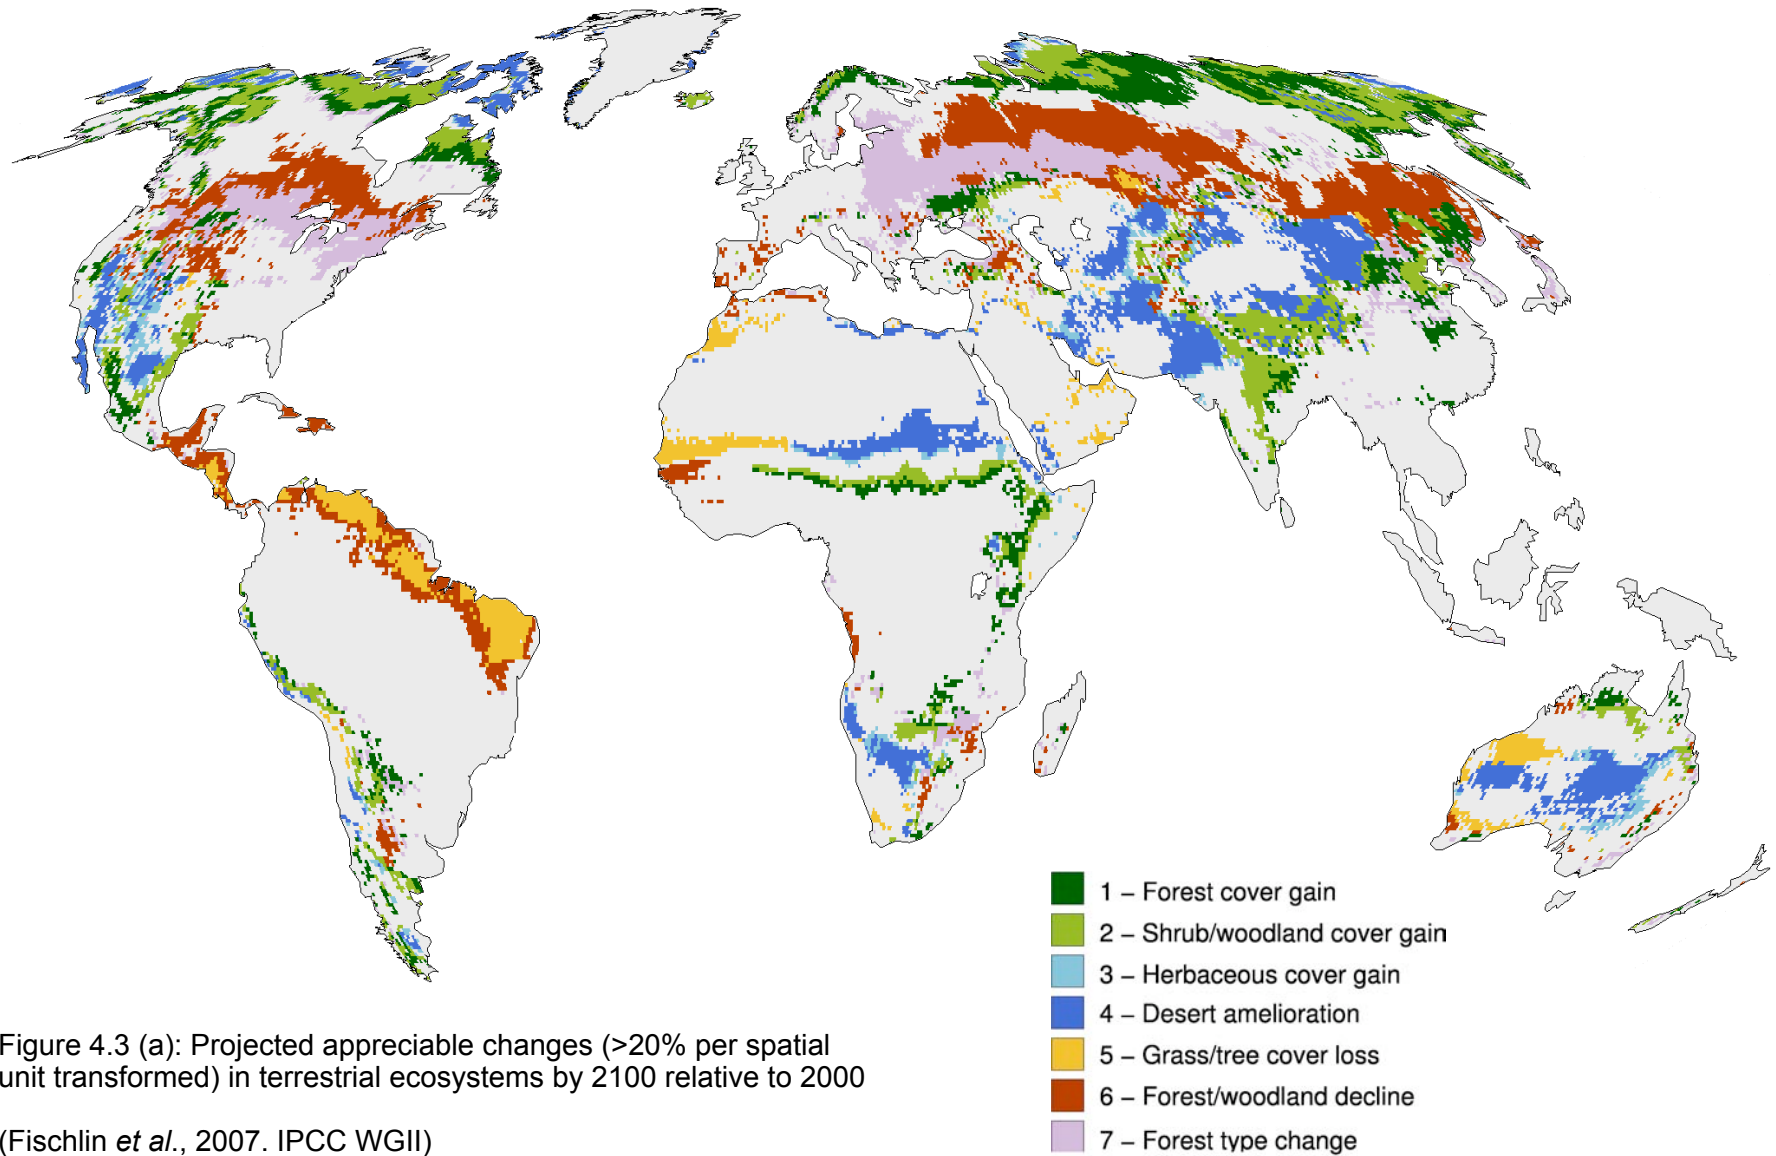 1 – Forest cover gain
2 – Shrub/woodland cover gain
3 – Herbaceous cover gain
4 – Desert amelioration
5 – Grass/tree cover loss
6 – Forest/woodland decline
7 – Forest type change
Figure 4.3 (a): Projected appreciable changes (>20% per spatial
unit transformed) in terrestrial ecosystems by 2100 relative to 2000
(Fischlin et al., 2007. IPCC WGII)